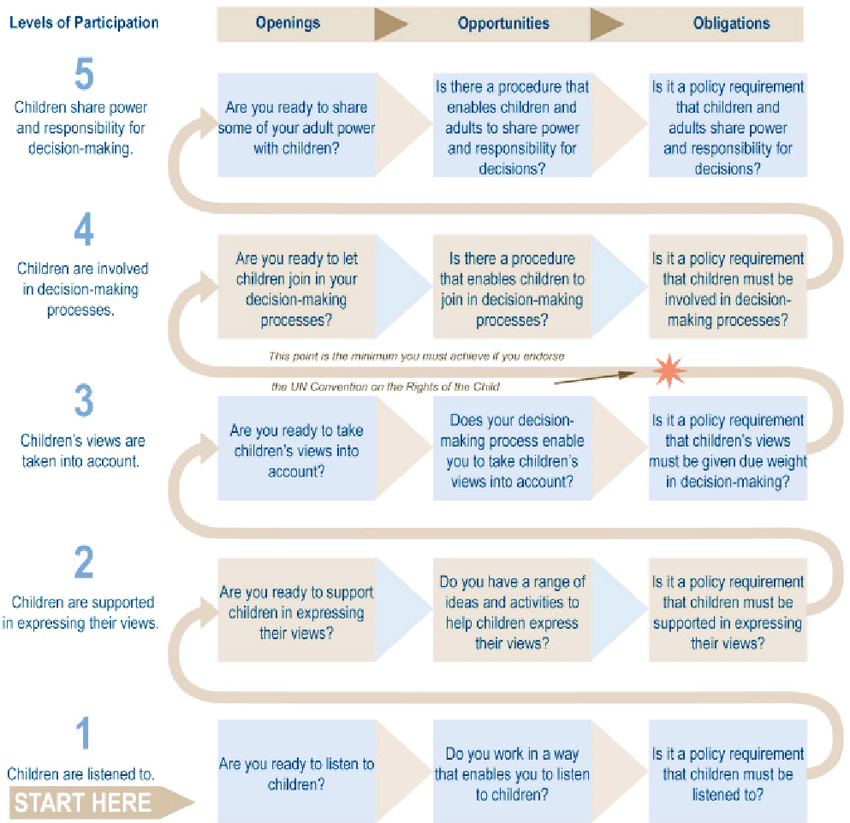 Levels of Participation
Openings
Opportunities
Obligations
5
Children share power
and responsibility for
decision-making.
Are you ready to share
some of your adult power
with children?
Is there a procedure that
enables children and
adults to share power
and responsibility for
decisions?
Is it a policy requirement
that children and
adults share power
and responsibility for
decisions?
4
Children are involved
in decision-making
processes.
Are you ready to let
children join in your
decision-making
processes?
Is there a procedure
that enables children to
join in decision-making
processes?
Is it a policy requirement
that children must be
involved in decision-
making processes?
This point is the minimum you must achieve if you endorse
the UN Convention on the Rights of the Child
3
Children's views are
taken into account.
Are you ready to take
children's views into
account?
Does your decision-
making process enable
you to take children's
views into account?
Is it a policy requirement
that children's views
must be given due weight
in decision-making?
2
Children are supported
in expressing their views.
Are you ready to support
children in expressing
their views?
Do you have a range of
ideas and activities to
help children express
their views?
Is it a policy requirement
that children must be
supported in expressing
their views?
1
Children are listened to.
START HERE
Are you ready to listen to
children?
Do you work in a way
that enables you to listen
to children?
Is it a policy requirement
that children must be
listened to?